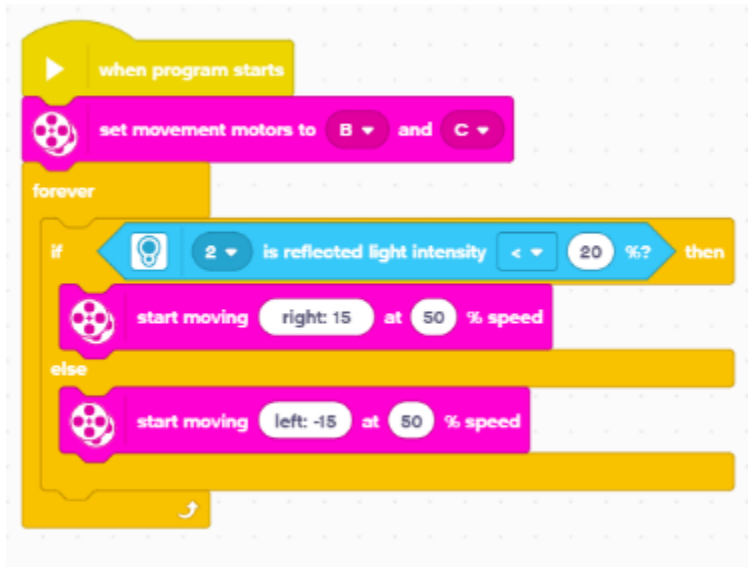 when program starts
set movement motors to B and C
forever
if 2 is reflected light intensity < 20 %? then
start moving right: 15 at 50 % speed
else
start moving left: -15 at 50 % speed